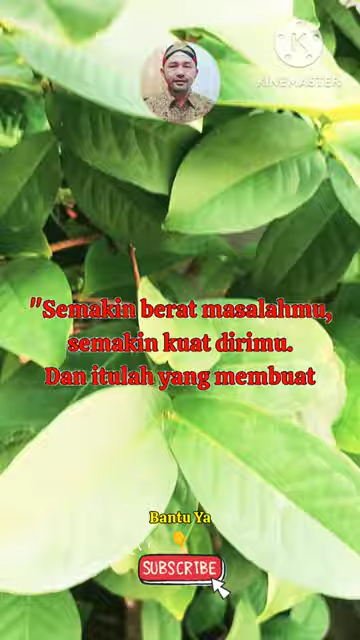 KINEMASTER
"Semakin berat masalahmu,
semakin kuat dirimu.
Dan itulah yang membuat
Bantu Ya
SUBSCRIBE